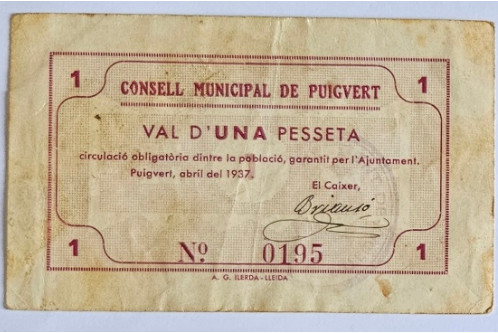 1 1
CONSELL MUNICIPAL DE PUIGVERT
VAL D'UNA PESSETA
circulació obligatòria dintre la població, garantit per l'Ajuntament.
Puigvert, abril del 1937.
El Caixer,
1 Nº 0195 1
A. G. ILERDA-LLEIDA